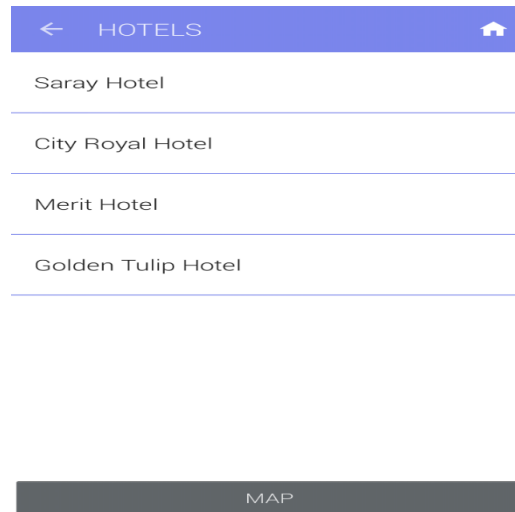 HOTELS
Saray Hotel
City Royal Hotel
Merit Hotel
Golden Tulip Hotel
MAP